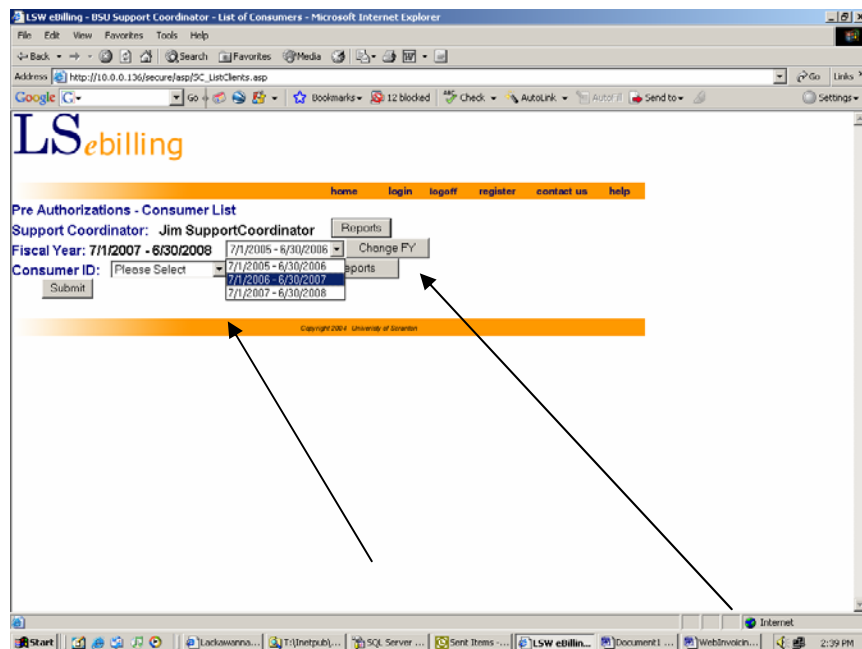 LSW eBilling - BSU Support Coordinator - List of Consumers - Microsoft Internet Explorer
File Edit View Favorites Tools Help
Back Search Favorites Media
Address http://10.0.0.136/secure/asp/SC_ListClients.asp Go Links
Google G Go Bookmarks 12 blocked Check AutoLink AutoFill Send to Settings
LSebilling
home login logoff register contact us help
Pre Authorizations - Consumer List
Support Coordinator: Jim SupportCoordinator Reports
Fiscal Year: 7/1/2007 - 6/30/2008 7/1/2005 - 6/30/2006 Change FY
Consumer ID: Please Select 7/1/2005 - 6/30/2006 eports
7/1/2006 - 6/30/2007
Submit 7/1/2007 - 6/30/2008
Copyright 2004 University of Scranton
Internet
Start Lackawanna... T:\Inetpub\... SQL Server ... Sent Items -... LSW eBillin... Document1 ... WebInvoicin... 2:39 PM